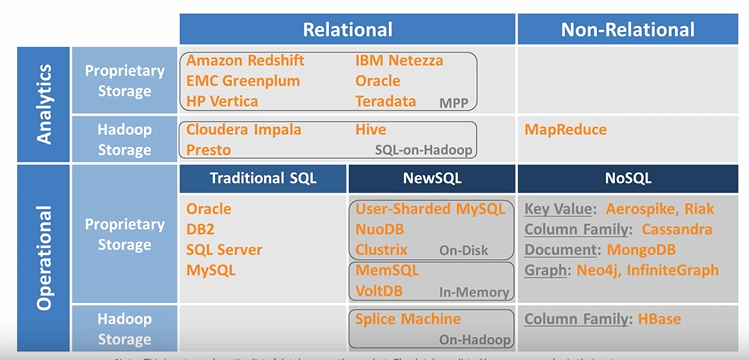 Relational
Non-Relational
Analytics
Proprietary
Storage
Amazon Redshift
IBM Netezza
EMC Greenplum
Oracle
HP Vertica
Teradata
MPP
Hadoop
Storage
Cloudera Impala
Hive
Presto
SQL-on-Hadoop
MapReduce
Operational
Traditional SQL
NewSQL
NoSQL
Proprietary
Storage
Oracle
DB2
SQL Server
MySQL
User-Sharded MySQL
NuoDB
Clustrix
On-Disk
MemSQL
VoltDB
In-Memory
Key Value: Aerospike, Riak
Column Family: Cassandra
Document: MongoDB
Graph: Neo4j, InfiniteGraph
Hadoop
Storage
Splice Machine
On-Hadoop
Column Family: HBase